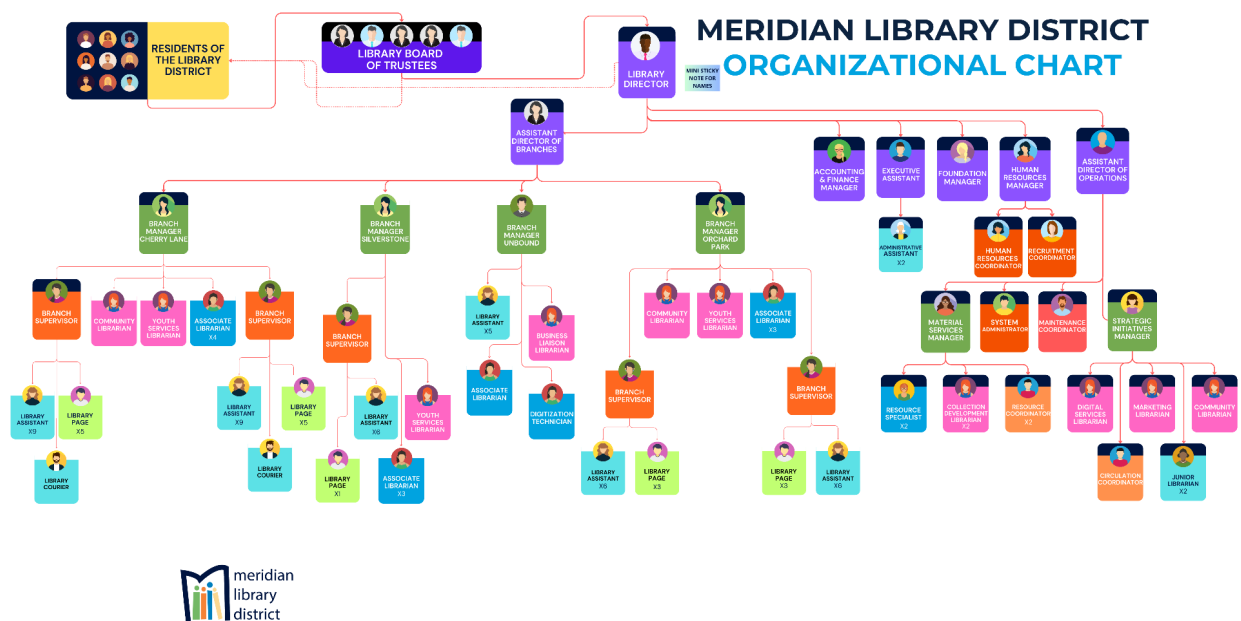 MERIDIAN LIBRARY DISTRICT
ORGANIZATIONAL CHART
RESIDENTS OF
THE LIBRARY
DISTRICT
LIBRARY BOARD
OF TRUSTEES
LIBRARY
DIRECTOR
MINI STICKY
NOTE FOR
NAMES
ASSISTANT
DIRECTOR OF
BRANCHES
ACCOUNTING
& FINANCE
MANAGER
EXECUTIVE
ASSISTANT
FOUNDATION
MANAGER
HUMAN
RESOURCES
MANAGER
ASSISTANT
DIRECTOR OF
OPERATIONS
BRANCH
MANAGER
CHERRY LANE
BRANCH
MANAGER
SILVERSTONE
BRANCH
MANAGER
UNBOUND
BRANCH
MANAGER
ORCHARD
PARK
ADMINISTRATIVE
ASSISTANT
X2
HUMAN
RESOURCES
COORDINATOR
RECRUITMENT
COORDINATOR
BRANCH
SUPERVISOR
COMMUNITY
LIBRARIAN
YOUTH
SERVICES
LIBRARIAN
ASSOCIATE
LIBRARIAN
X4
BRANCH
SUPERVISOR
BRANCH
SUPERVISOR
LIBRARY
ASSISTANT
X5
BUSINESS
LIAISON
LIBRARIAN
COMMUNITY
LIBRARIAN
YOUTH
SERVICES
LIBRARIAN
ASSOCIATE
LIBRARIAN
X3
MATERIAL
SERVICES
MANAGER
SYSTEM
ADMINISTRATOR
MAINTENANCE
COORDINATOR
STRATEGIC
INITIATIVES
MANAGER
LIBRARY
ASSISTANT
X9
LIBRARY
PAGE
X5
LIBRARY
ASSISTANT
X9
LIBRARY
PAGE
X5
LIBRARY
ASSISTANT
X6
YOUTH
SERVICES
LIBRARIAN
ASSOCIATE
LIBRARIAN
DIGITIZATION
TECHNICIAN
BRANCH
SUPERVISOR
BRANCH
SUPERVISOR
RESOURCE
SPECIALIST
X2
COLLECTION
DEVELOPMENT
LIBRARIAN
X2
RESOURCE
COORDINATOR
X2
DIGITAL
SERVICES
LIBRARIAN
MARKETING
LIBRARIAN
COMMUNITY
LIBRARIAN
LIBRARY
COURIER
LIBRARY
COURIER
LIBRARY
PAGE
X1
ASSOCIATE
LIBRARIAN
X3
LIBRARY
ASSISTANT
X6
LIBRARY
PAGE
X3
LIBRARY
PAGE
X3
LIBRARY
ASSISTANT
X6
CIRCULATION
COORDINATOR
JUNIOR
LIBRARIAN
X2
meridian
library
district